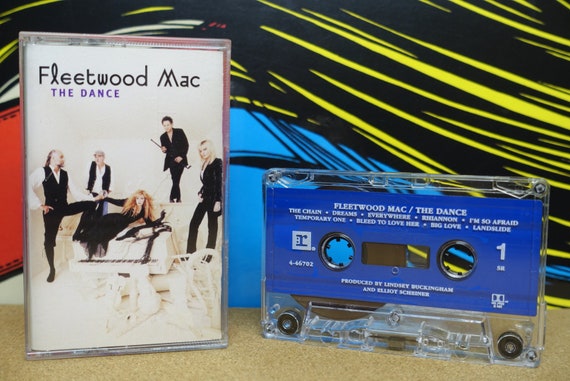 Fleetwood Mac
THE DANCE
FLEETWOOD MAC / THE DANCE
THE CHAIN • DREAMS • EVERYWHERE • RHIANNON • I'M SO AFRAID
TEMPORARY ONE • BLEED TO LOVE HER • BIG LOVE • LANDSLIDE
1
SR
4-46702
PRODUCED BY LINDSEY BUCKINGHAM
AND ELLIOT SCHEINER